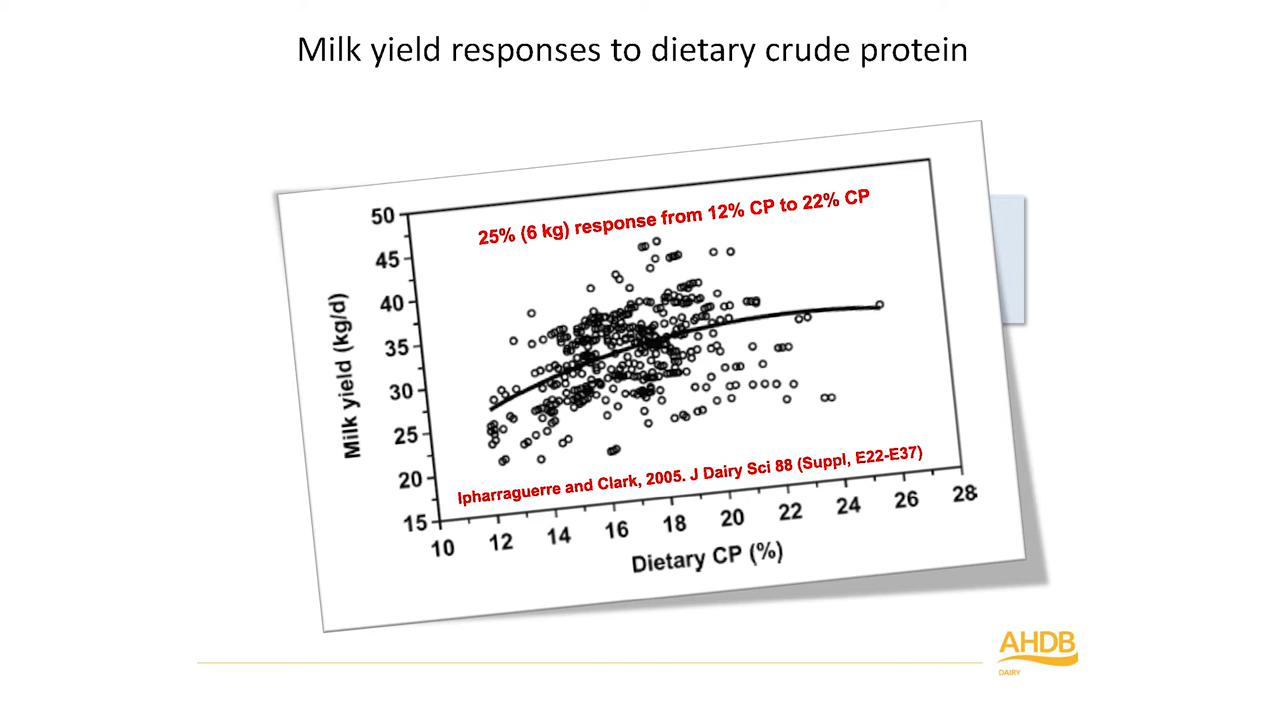 Milk yield responses to dietary crude protein
25% (6 kg) response from 12% CP to 22% CP
50
45
40
35
30
25
20
15
Milk yield (kg/d)
Ipharraguerre and Clark, 2005. J Dairy Sci 88 (Suppl, E22-E37)
10 12 14 16 18 20 22 24 26 28
Dietary CP (%)
AHDB
DAIRY